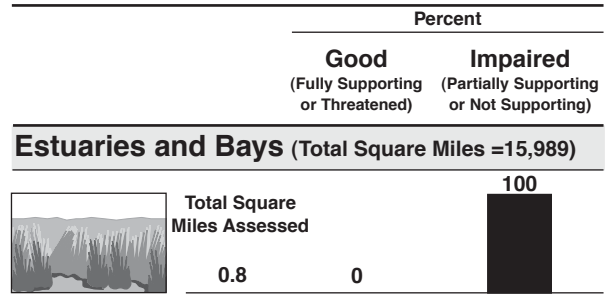 Percent
Good Impaired
(Fully Supporting (Partially Supporting
or Threatened) or Not Supporting)
Estuaries and Bays (Total Square Miles =15,989)
100
Total Square
Miles Assessed
0.8 0